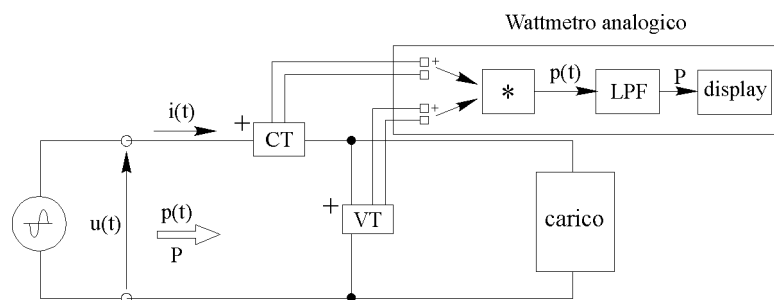 Wattmetro analogico
+
*
p(t)
LPF
P
display
+
i(t)
+
CT
u(t)
p(t)
P
+
VT
carico